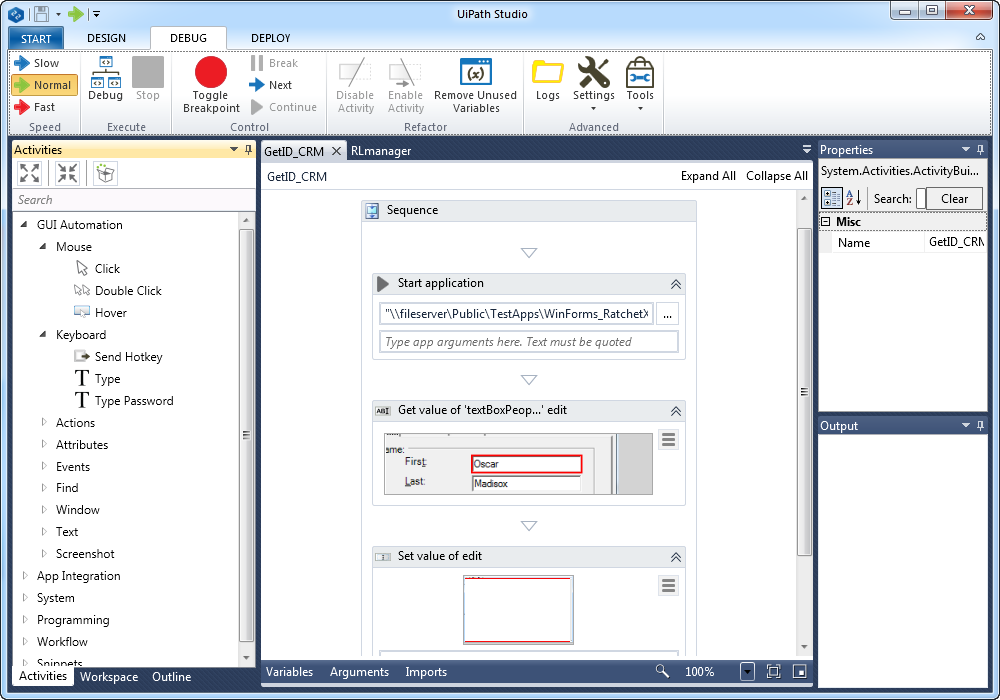 UiPath Studio
START DESIGN DEBUG DEPLOY
Slow
Normal
Fast
Speed
Debug Stop
Execute
Toggle
Breakpoint
Break
Next
Continue
Control
Disable
Activity
Enable
Activity
Remove Unused
Variables
Refactor
Logs Settings Tools
Advanced
Activities
Search
GUI Automation
Mouse
Click
Double Click
Hover
Keyboard
Send Hotkey
Type
Type Password
Actions
Attributes
Events
Find
Window
Text
Screenshot
App Integration
System
Programming
Workflow
Snippets
Activities Workspace Outline
GetID_CRM RLmanager
GetID_CRM Expand All Collapse All
Sequence
Start application
"\\fileserver\Public\TestApps\WinForms_RatchetX ...
Type app arguments here. Text must be quoted
Get value of 'textBoxPeop...' edit
ame:
First: Oscar
Last: Madisox
Set value of edit
Variables Arguments Imports 100%
Properties
System.Activities.ActivityBui...
Search: Clear
Misc
Name GetID_CRM
Output